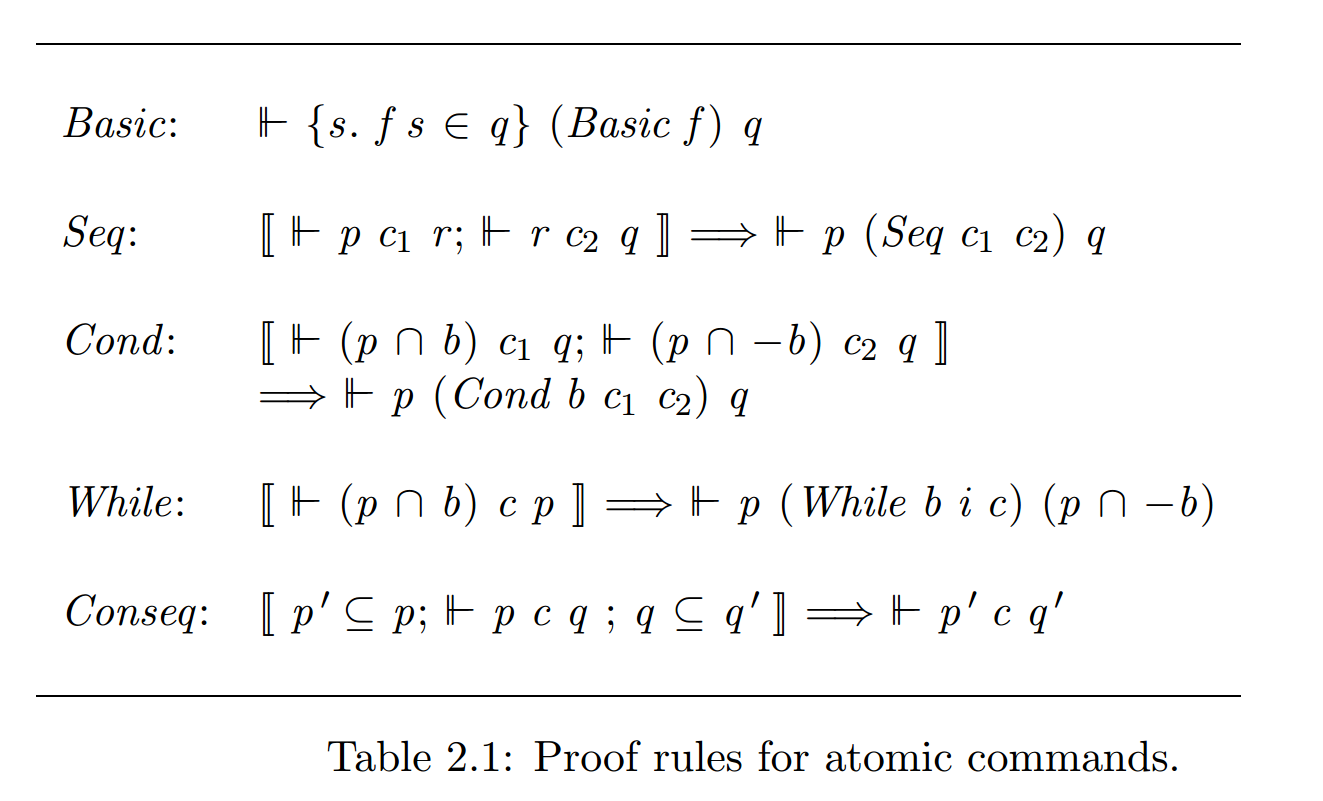 Basic: ⊩ {s. f s ∈ q} (Basic f) q
Seq: ⟦ ⊩ p c₁ r; ⊩ r c₂ q ⟧ ⟹ ⊩ p (Seq c₁ c₂) q
Cond: ⟦ ⊩ (p ∩ b) c₁ q; ⊩ (p ∩ −b) c₂ q ⟧
⟹ ⊩ p (Cond b c₁ c₂) q
While: ⟦ ⊩ (p ∩ b) c p ⟧ ⟹ ⊩ p (While b i c) (p ∩ −b)
Conseq: ⟦ p′ ⊆ p; ⊩ p c q ; q ⊆ q′ ⟧ ⟹ ⊩ p′ c q′
Table 2.1: Proof rules for atomic commands.